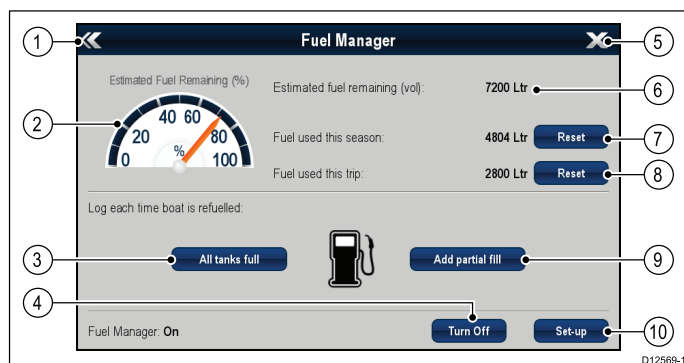 Fuel Manager
1
5
Estimated Fuel Remaining (%)
Estimated fuel remaining (vol): 7200 Ltr
6
2
0 20 40 60 80 100
%
Fuel used this season: 4804 Ltr Reset
7
Fuel used this trip: 2800 Ltr Reset
8
Log each time boat is refuelled:
3
All tanks full
Add partial fill
9
4
Fuel Manager: On
Turn Off
Set-up
10
D12569-1